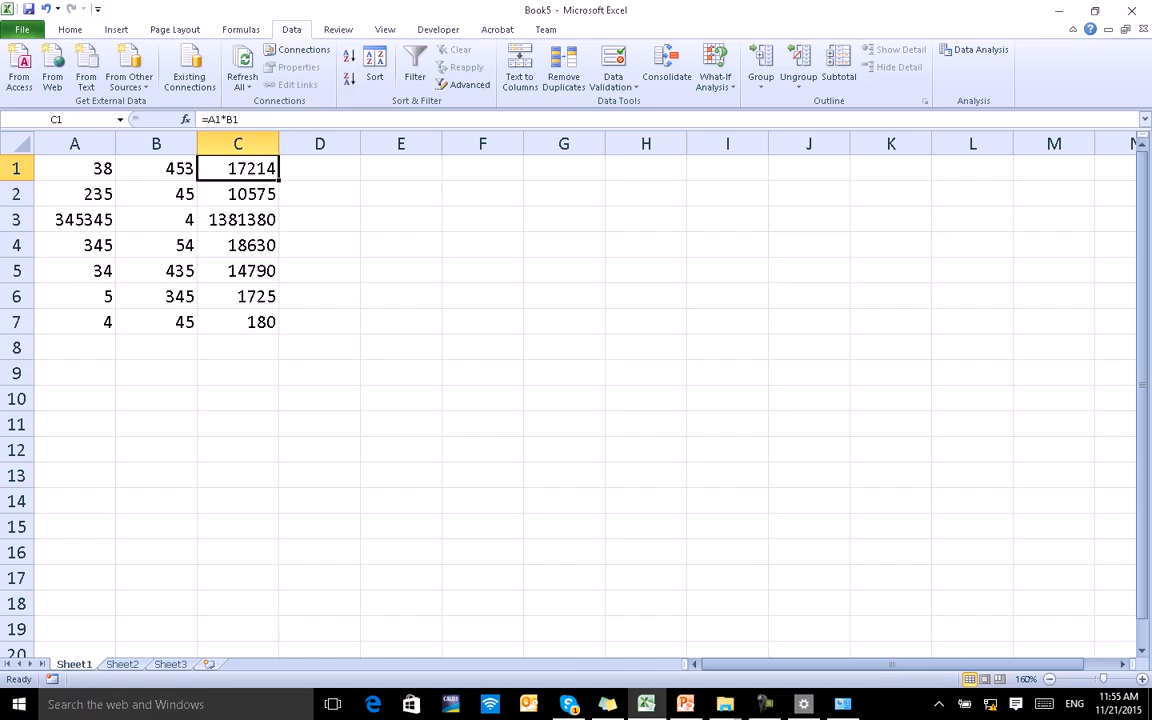 Book5 - Microsoft Excel
File Home Insert Page Layout Formulas Data Review View Developer Acrobat Team
From Access
From Web
From Text
From Other Sources
Existing Connections
Get External Data
Refresh All
Connections
Properties
Edit Links
Connections
Sort
Filter
Clear
Reapply
Advanced
Sort & Filter
Text to Columns
Remove Duplicates
Data Validation
Consolidate
What-If Analysis
Data Tools
Group
Ungroup
Subtotal
Show Detail
Hide Detail
Outline
Data Analysis
Analysis
C1 fx =A1*B1
A B C D E F G H I J K L M N
1 38 453 17214
2 235 45 10575
3 345345 4 1381380
4 345 54 18630
5 34 435 14790
6 5 345 1725
7 4 45 180
8
9
10
11
12
13
14
15
16
17
18
19
20
Sheet1 Sheet2 Sheet3
Ready 160%
Search the web and Windows
ENG
11:55 AM
11/21/2015